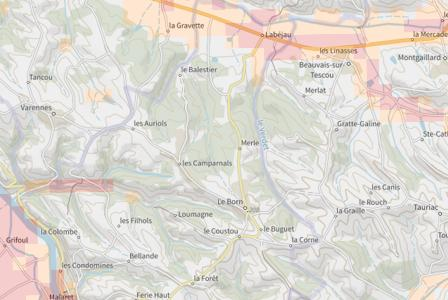 la Gravette
Labéjau
la Mercade
les Linasses
Montgaillard
Beauvais-sur-
Tescou
le Balestier
Tancou
Merlat
Varennes
les Auriols
Gratte-Galine
Ste-Cat
le Verdot
Merle
les Camparnals
les Canis
Le Born
le Rouch
Tauriac
Loumagne
la Graille
les Filhols
la Colombe
le Coustou
le Buguet
Grifoul
la Corne
Tou
Bellande
les Condomines
la Forêt
Malaret
Ferie Haut